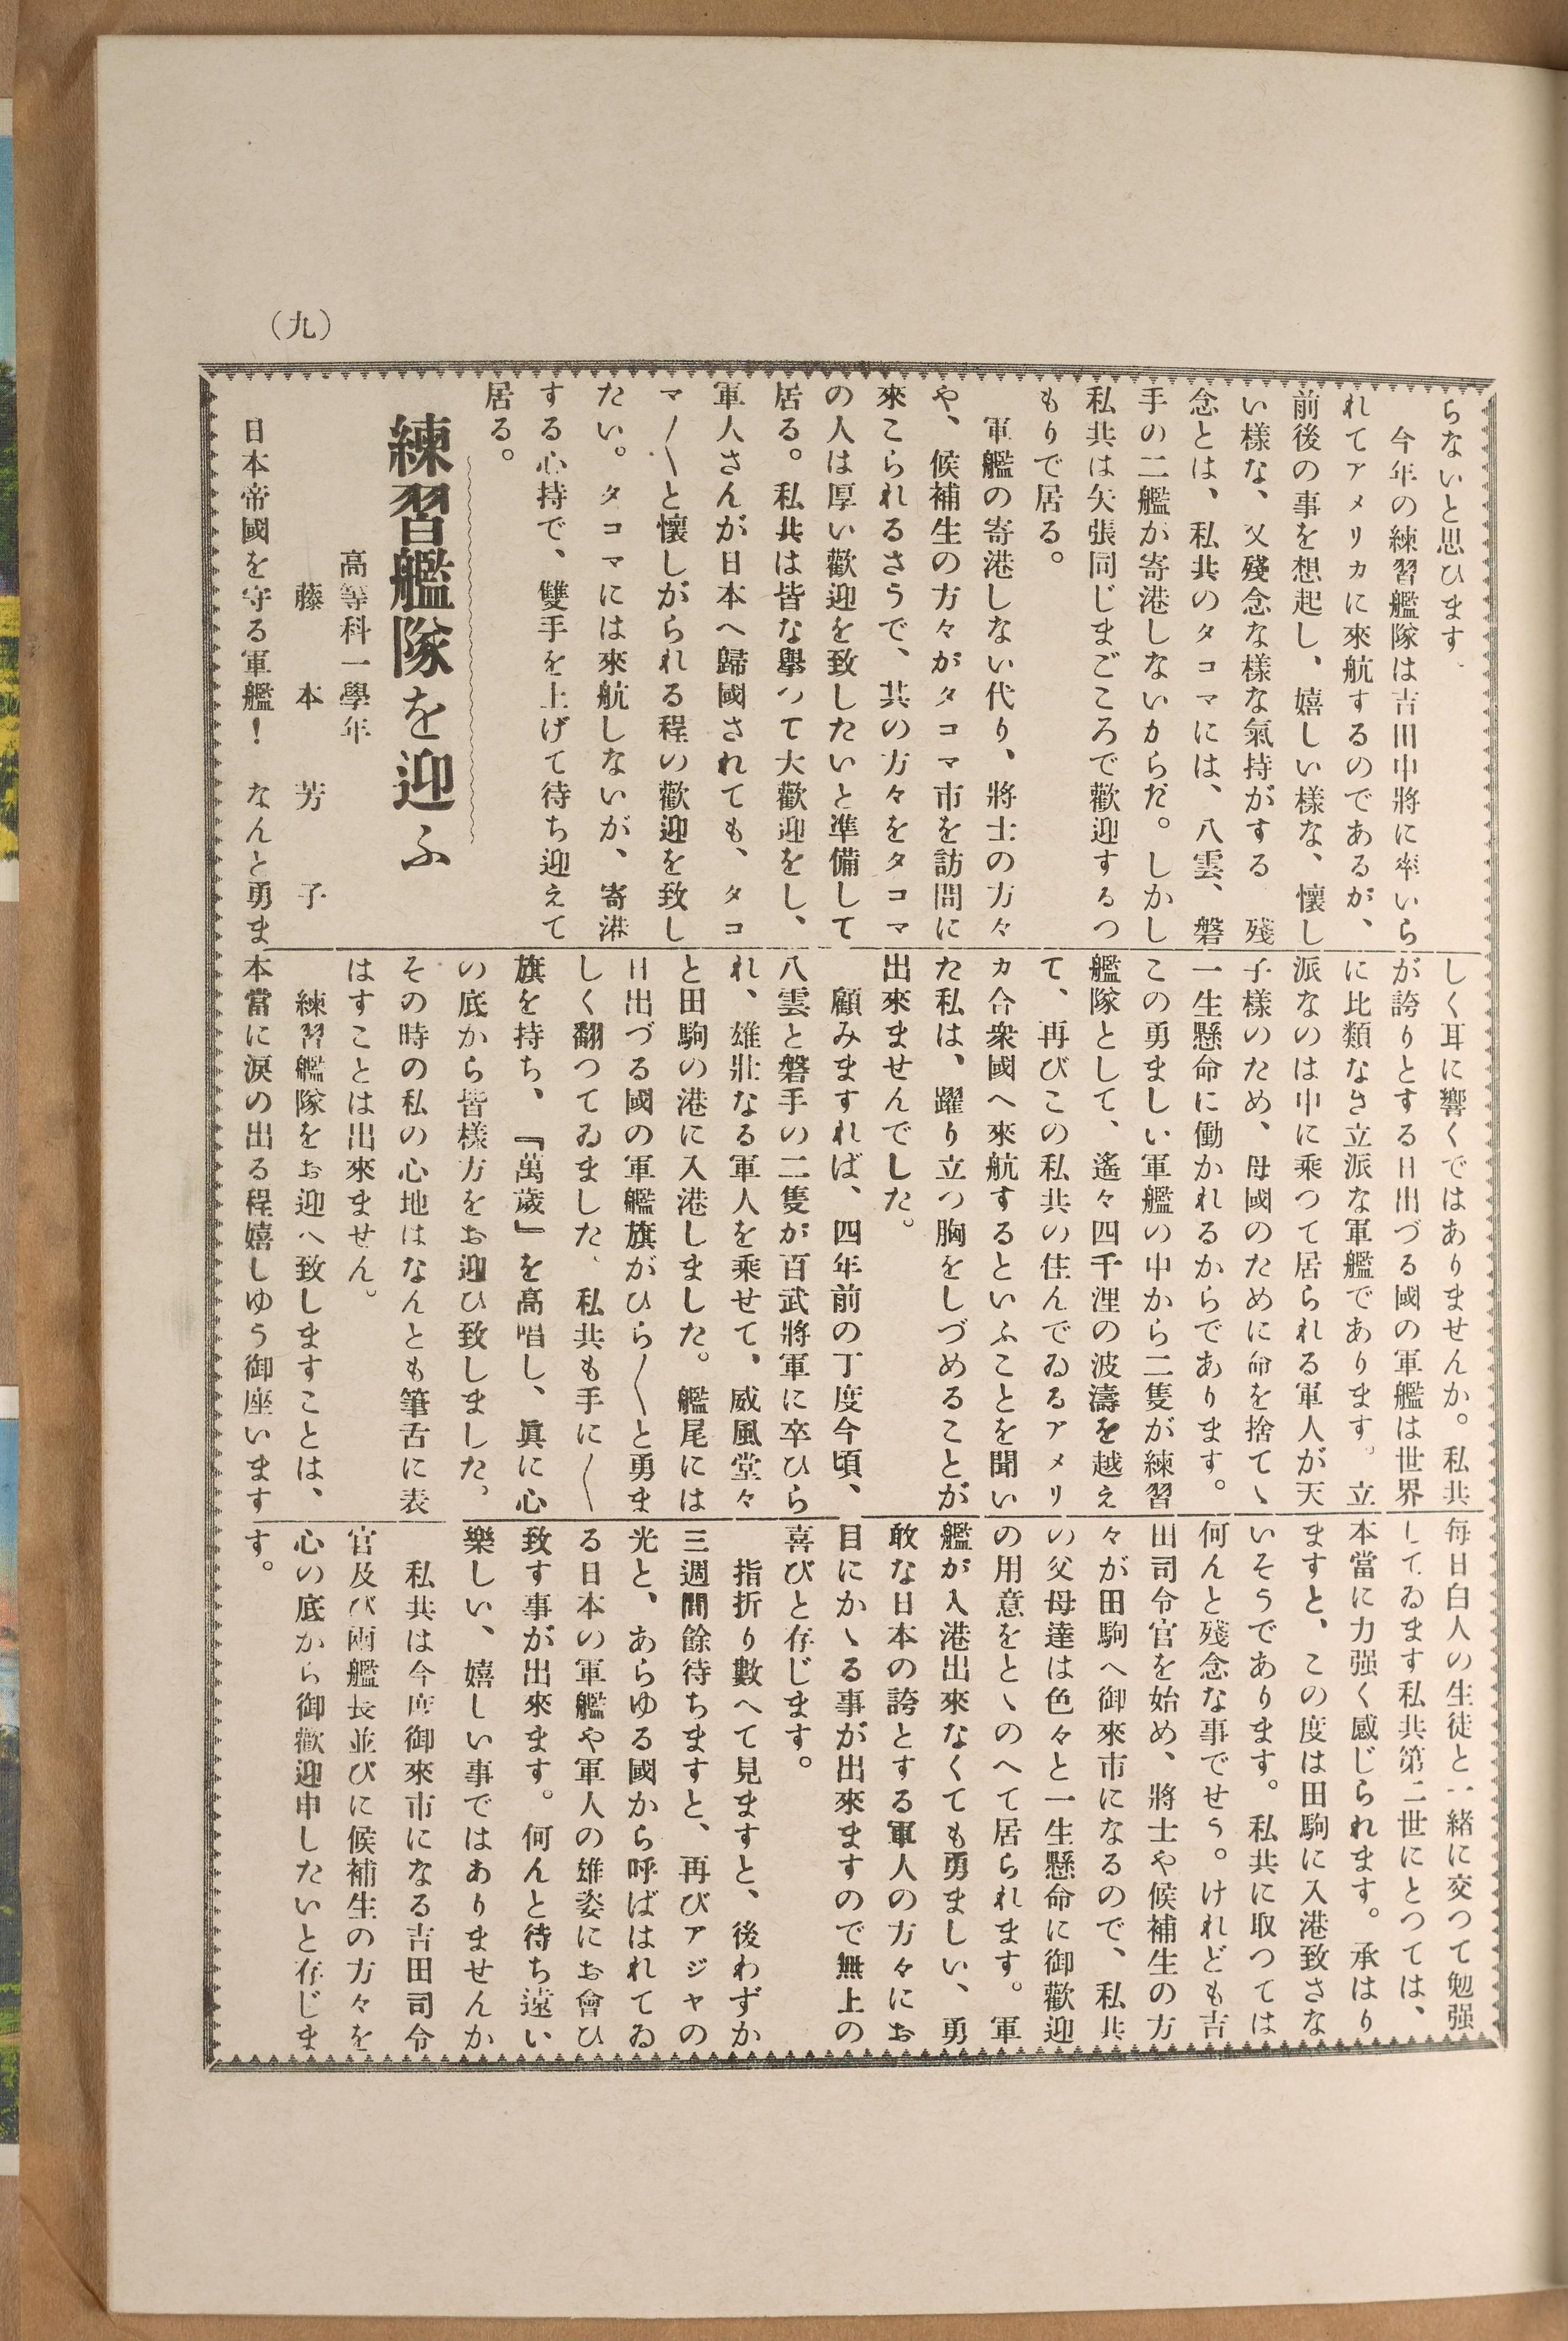 （九）
らないと思ひます、
今年の練習艦隊は吉田中將に率いら
れてアメリカに來航するのであるが、
前後の事を想起し、嬉しい様な、懷し
い様な、又殘念な様な氣持がする　殘
念とは、私共のタコマには、八雲、磐
手の二艦が寄港しないからだ。しかし
私共は矢張同じまごころで歡迎するつ
もりで居る。
軍艦の寄港しない代り、將士の方々
や、候補生の方々がタコマ市を訪問に
來こられるさうで、其の方々をタコマ
の人は厚い歡迎を致したいと準備して
居る。私共は皆な擧つて大歡迎をし、
軍人さんが日本へ歸國されても、タコ
マ〳〵と懷しがられる程の歡迎を致し
たい。タコマには來航しないが、寄港
する心持で、雙手を上げて待ち迎えて
居る。
練習艦隊を迎ふ
高等科一學年
藤本芳子
日本帝國を守る軍艦！　なんと勇ま
しく耳に響くではありませんか。私共
が誇りとする日出づる國の軍艦は世界
に比類なき立派な軍艦であります。立
派なのは中に乘つて居られる軍人が天
子様のため、母國のために命を捨てゝ
一生懸命に働かれるからであります。
この勇ましい軍艦の中から二隻が練習
艦隊として、遙々四千浬の波濤を越え
て、再びこの私共の住んでゐるアメリ
カ合衆國へ來航するといふことを聞い
た私は、躍り立つ胸をしづめることが
出來ませんでした。
顧みますれば、四年前の丁度今頃、
八雲と磐手の二隻が百武將軍に卒ひら
れ、雄壯なる軍人を乘せて、威風堂々
と田駒の港に入港しました。艦尾には
日出づる國の軍艦旗がひら〳〵と勇ま
しく翻つてゐました、私共も手に〳〵
旗を持ち、『萬歲』を高唱し、眞に心
の底から皆様方をお迎ひ致しました。
その時の私の心地はなんとも筆舌に表
はすことは出來ません。
練習艦隊をお迎へ致しますことは、
本當に涙の出る程嬉しゆう御座います
毎日白人の生徒と一緒に交つて勉强
してゐます私共第二世にとつては、
本當に力强く感じられます。承はり
ますと、この度は田駒に入港致さな
いそうであります。私共に取つては
何んと殘念な事でせう。けれども吉
田司令官を始め、將士や候補生の方
々が田駒へ御來市になるので、私共
の父母達は色々と一生懸命に御歡迎
の用意をとゝのへて居られます。軍
艦が入港出來なくても勇ましい、勇
敢な日本の誇とする軍人の方々にお
目にかゝる事が出來ますので無上の
喜びと存じます。
指折り數へて見ますと、後わずか
三週間餘待ちますと、再びアジヤの
光と、あらゆる國から呼ばはれてゐ
る日本の軍艦や軍人の雄姿にお會ひ
致す事が出來ます。何んと待ち遠い
樂しい、嬉しい事ではありませんか
私共は今度御來市になる吉田司令
官及び兩艦長並びに候補生の方々を
心の底から御歡迎申したいと存じま
す。